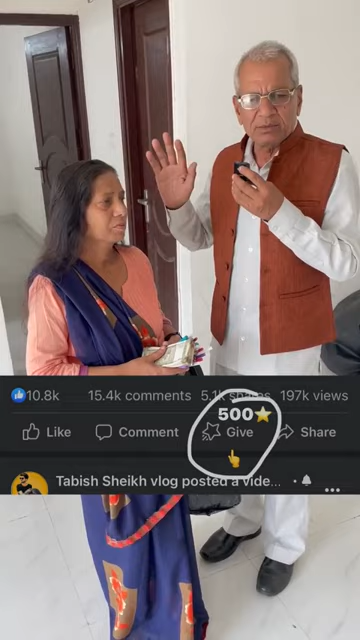 10.8k 15.4k comments 5.1k shares 197k views
500
Like Comment Give Share
Tabish Sheikh vlog posted a vide...